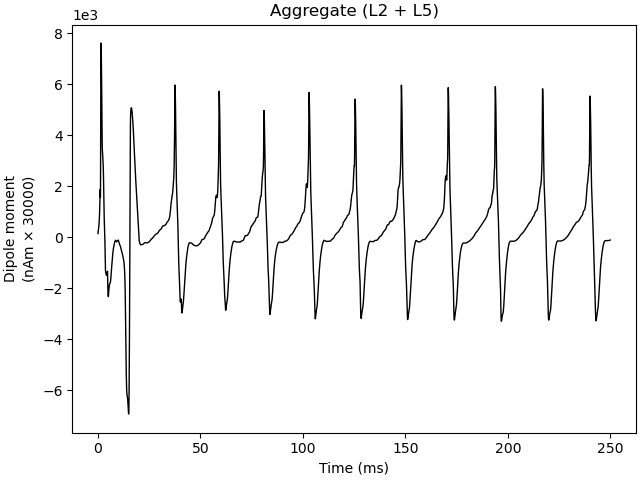 Aggregate (L2 + L5)
1e3
8
6
4
2
0
−2
−4
−6
Dipole moment
(nAm × 30000)
0 50 100 150 200 250
Time (ms)